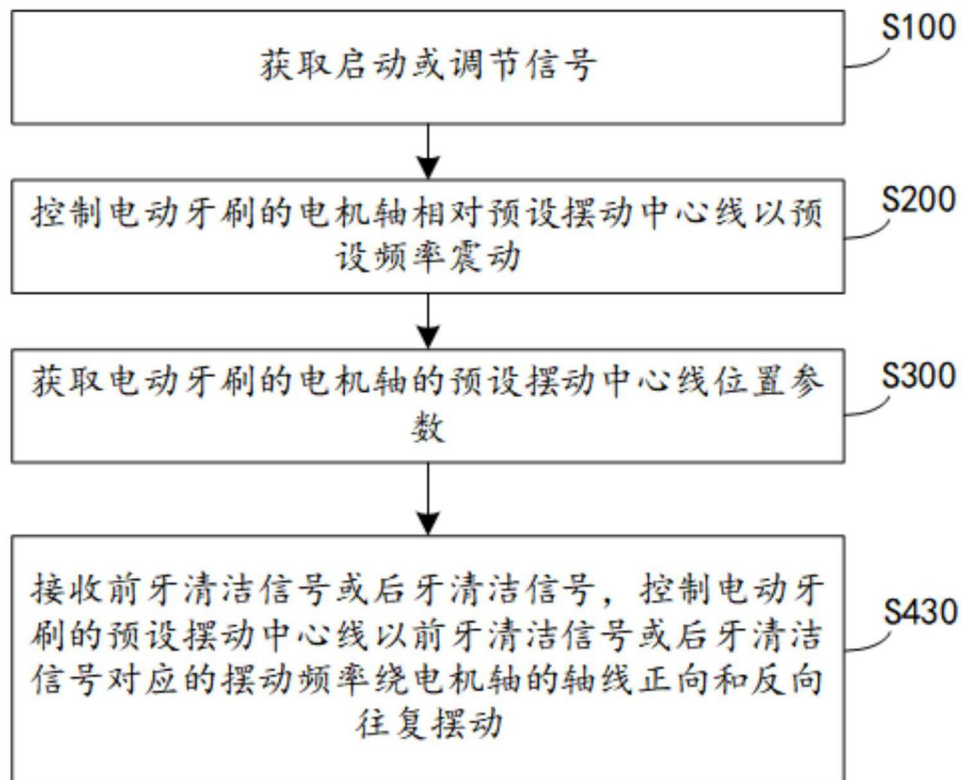 获取启动或调节信号
S100
控制电动牙刷的电机轴相对预设摆动中心线以预
设频率震动
S200
获取电动牙刷的电机轴的预设摆动中心线位置参
数
S300
接收前牙清洁信号或后牙清洁信号，控制电动牙
刷的预设摆动中心线以前牙清洁信号或后牙清洁
信号对应的摆动频率绕电机轴的轴线正向和反向
往复摆动
S430